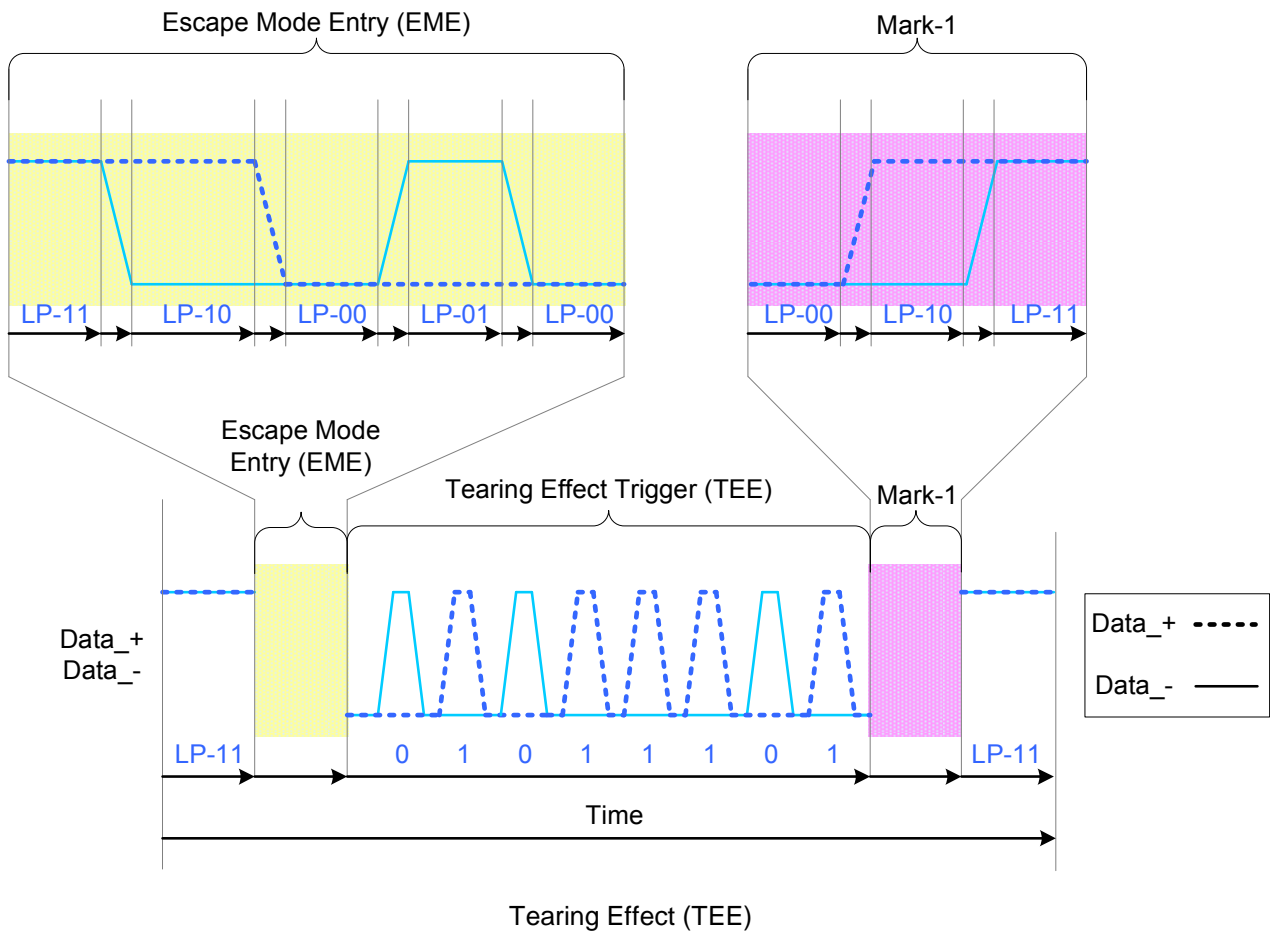 Escape Mode Entry (EME)
Mark-1
LP-11 LP-10 LP-00 LP-01 LP-00
LP-00 LP-10 LP-11
Escape Mode
Entry (EME)
Tearing Effect Trigger (TEE)
Mark-1
Data_+
Data_-
Data_+
Data_-
LP-11 0 1 0 1 1 1 0 1 LP-11
Time
Tearing Effect (TEE)